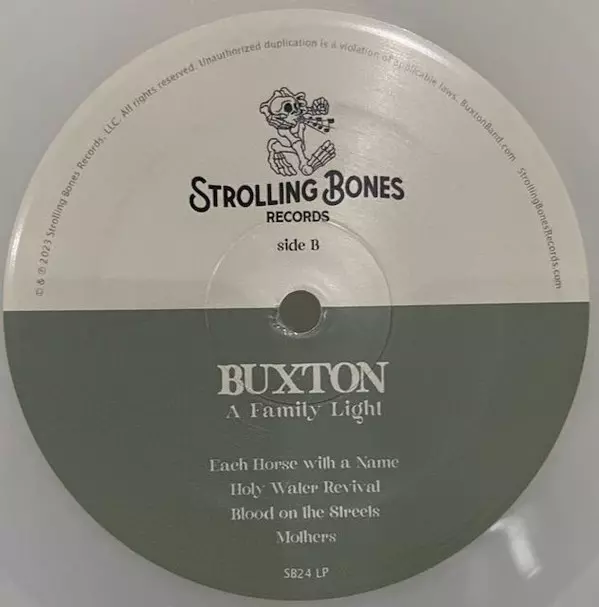 © & ℗ 2023 Strolling Bones Records, LLC. All rights reserved. Unauthorized duplication is a violation of applicable laws. BuxtonBand.com StrollingBonesRecords.com
STROLLING BONES
RECORDS
side B
BUXTON
A Family Light
Each Horse with a Name
Holy Water Revival
Blood on the Streets
Mothers
SB24 LP